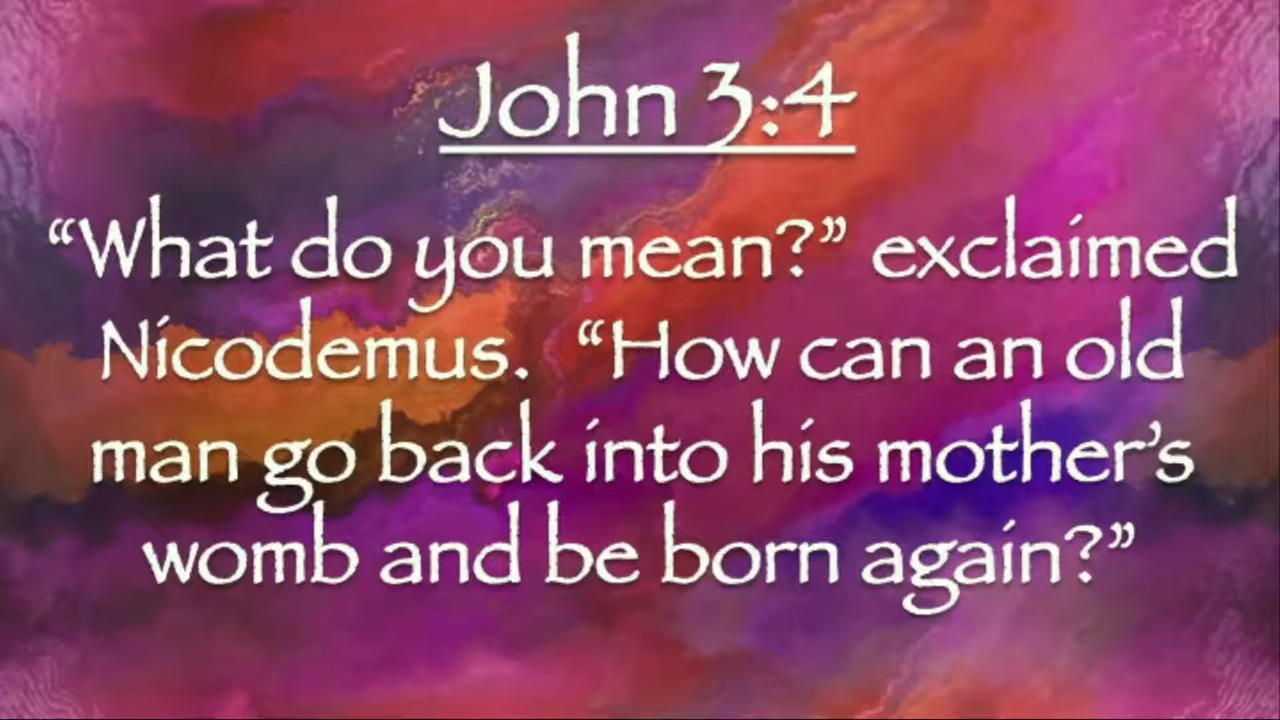 John 3:4
“What do you mean?” exclaimed
Nicodemus. “How can an old
man go back into his mother’s
womb and be born again?”